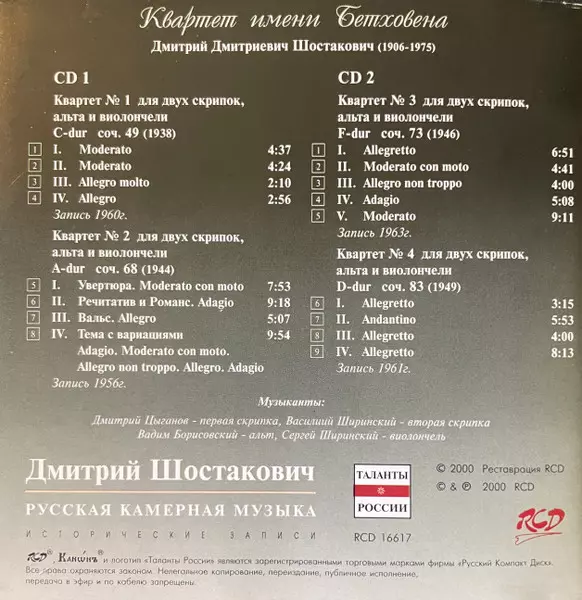 Квартет имени Бетховена
Дмитрий Дмитриевич Шостакович (1906-1975)
CD 1
Квартет № 1 для двух скрипок,
альта и виолончели
C-dur соч. 49 (1938)
1 I. Moderato 4:37
2 II. Moderato 4:24
3 III. Allegro molto 2:10
4 IV. Allegro 2:56
Запись 1960г.
Квартет № 2 для двух скрипок,
альта и виолончели
A-dur соч. 68 (1944)
5 I. Увертюра. Moderato con moto 7:53
6 II. Речитатив и Романс. Adagio 9:18
7 III. Вальс. Allegro 5:07
8 IV. Тема с вариациями 9:54
Adagio. Moderato con moto.
Allegro non troppo. Allegro. Adagio
Запись 1956г.
CD 2
Квартет № 3 для двух скрипок,
альта и виолончели
F-dur соч. 73 (1946)
1 I. Allegretto 6:51
2 II. Moderato con moto 4:41
3 III. Allegro non troppo 4:00
4 IV. Adagio 5:08
5 V. Moderato 9:11
Запись 1963г.
Квартет № 4 для двух скрипок,
альта и виолончели
D-dur соч. 83 (1949)
6 I. Allegretto 3:15
7 II. Andantino 5:53
8 III. Allegretto 4:00
9 IV. Allegretto 8:13
Запись 1961г.
Музыканты:
Дмитрий Цыганов - первая скрипка, Василиий Ширинский - вторая скрипка
Вадим Борисовский - альт, Сергей Ширинский - виолончель
Дмитрий Шостакович
РУССКАЯ КАМЕРНАЯ МУЗЫКА
ИСТОРИЧЕСКИЕ ЗАПИСИ
ТАЛАНТЫ
РОССИИ
RCD 16617
© 2000 Реставрация RCD
© & ℗ 2000 RCD
RCD
RCD®, Канонъ® и логотип «Таланты России» являются зарегистрированными торговыми марками фирмы «Русский Компакт Диск».
Все права охраняются законом. Нелегальное копирование, переиздание, публичное исполнение,
передача в эфир и по кабелю запрещены.